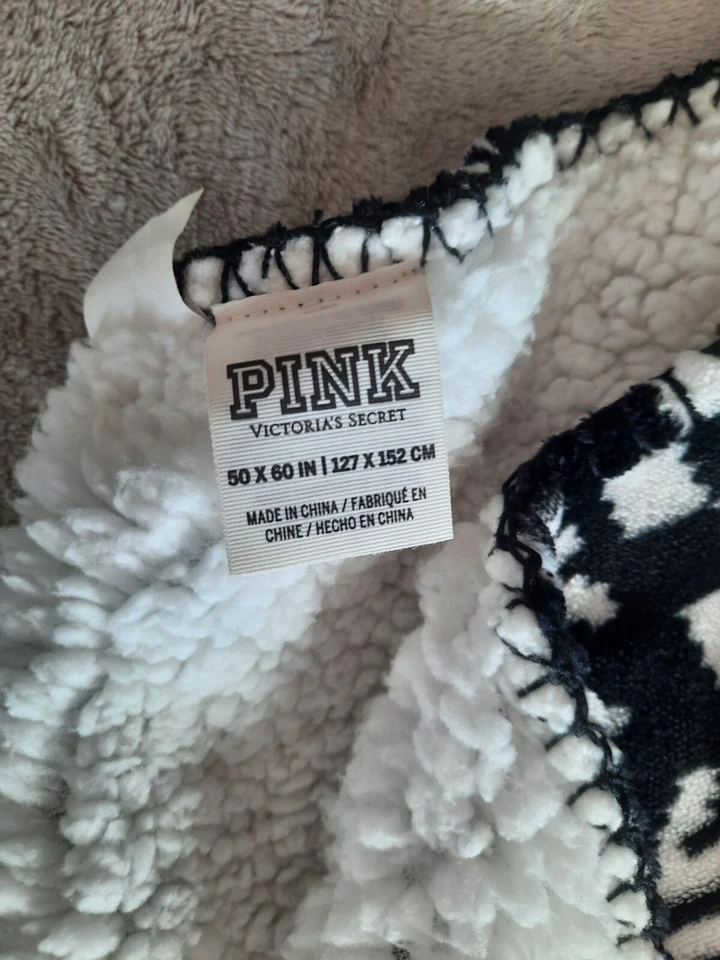 PINK
VICTORIA'S SECRET
50 X 60 IN | 127 X 152 CM
MADE IN CHINA / FABRIQUÉ EN
CHINE / HECHO EN CHINA